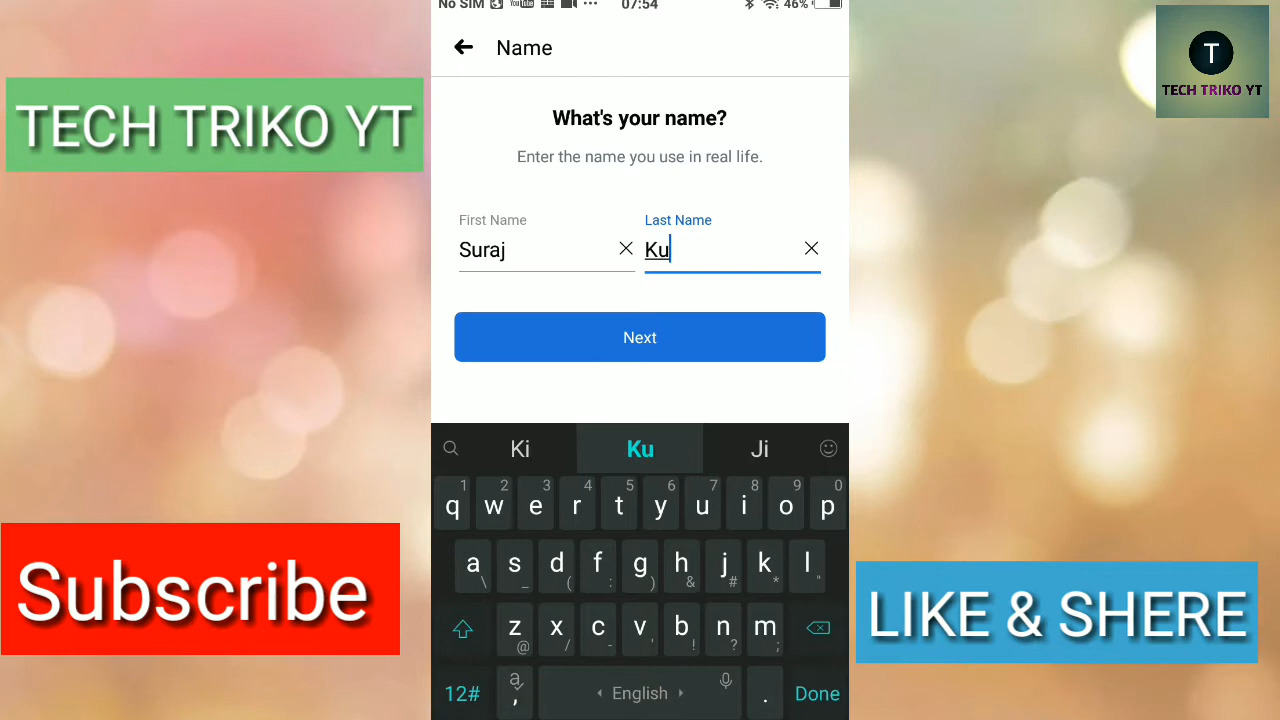 No SIM YouTube 07:54 46%
Name
TECH TRIKO YT
T
TECH TRIKO YT
What's your name?
Enter the name you use in real life.
First Name Last Name
Suraj Ku
Next
Ki Ku Ji
1 2 3 4 5 6 7 8 9 0
q w e r t y u i o p
a s d f g h j k l
\ _ ( : ) & # * "
z x c v b n m
@ / - ' ! ? ;
12# a , English . Done
Subscribe
LIKE & SHERE